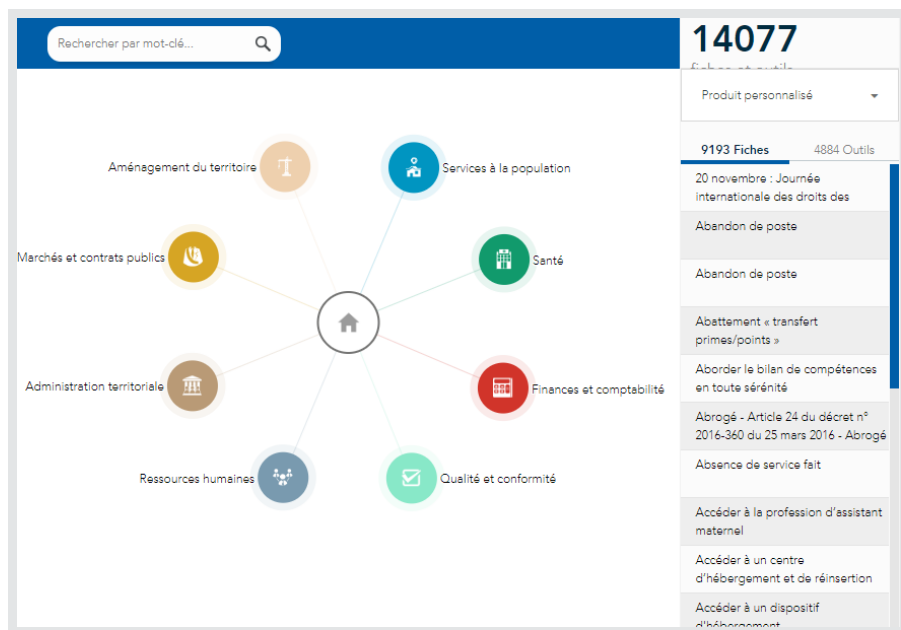 Rechercher par mot-clé...
14077
fiches et outils
Produit personnalisé
9193 Fiches
4884 Outils
Aménagement du territoire
Services à la population
Marchés et contrats publics
Santé
Administration territoriale
Finances et comptabilité
Ressources humaines
Qualité et conformité
20 novembre : Journée
internationale des droits des
Abandon de poste
Abandon de poste
Abattement « transfert
primes/points »
Aborder le bilan de compétences
en toute sérénité
Abrogé - Article 24 du décret n°
2016-360 du 25 mars 2016 - Abrogé
Absence de service fait
Accéder à la profession d'assistant
maternel
Accéder à un centre
d'hébergement et de réinsertion
Accéder à un dispositif
d'hébergement